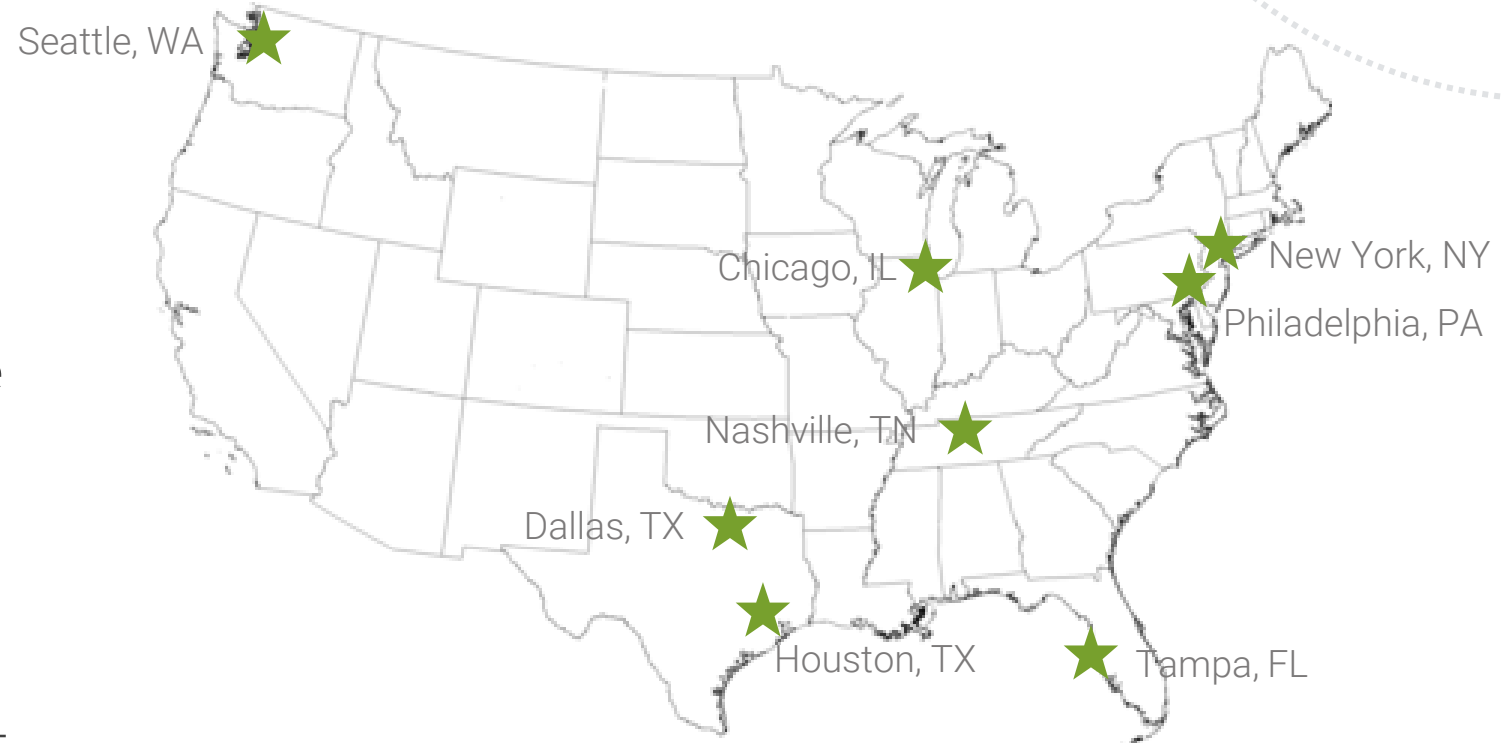 Seattle, WA
New York, NY
Chicago, IL
Philadelphia, PA
Nashville, TN
Dallas, TX
Houston, TX
Tampa, FL